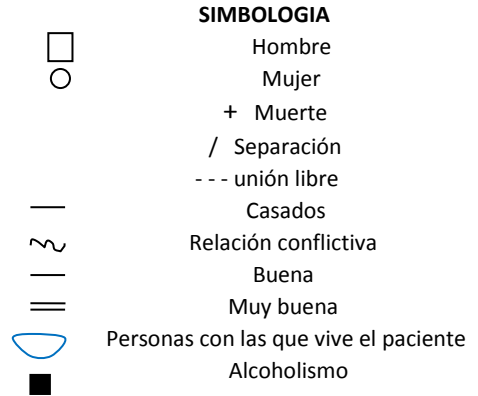 SIMBOLOGIA
Hombre
Mujer
+ Muerte
/ Separación
- - - unión libre
Casados
Relación conflictiva
Buena
Muy buena
Personas con las que vive el paciente
Alcoholismo